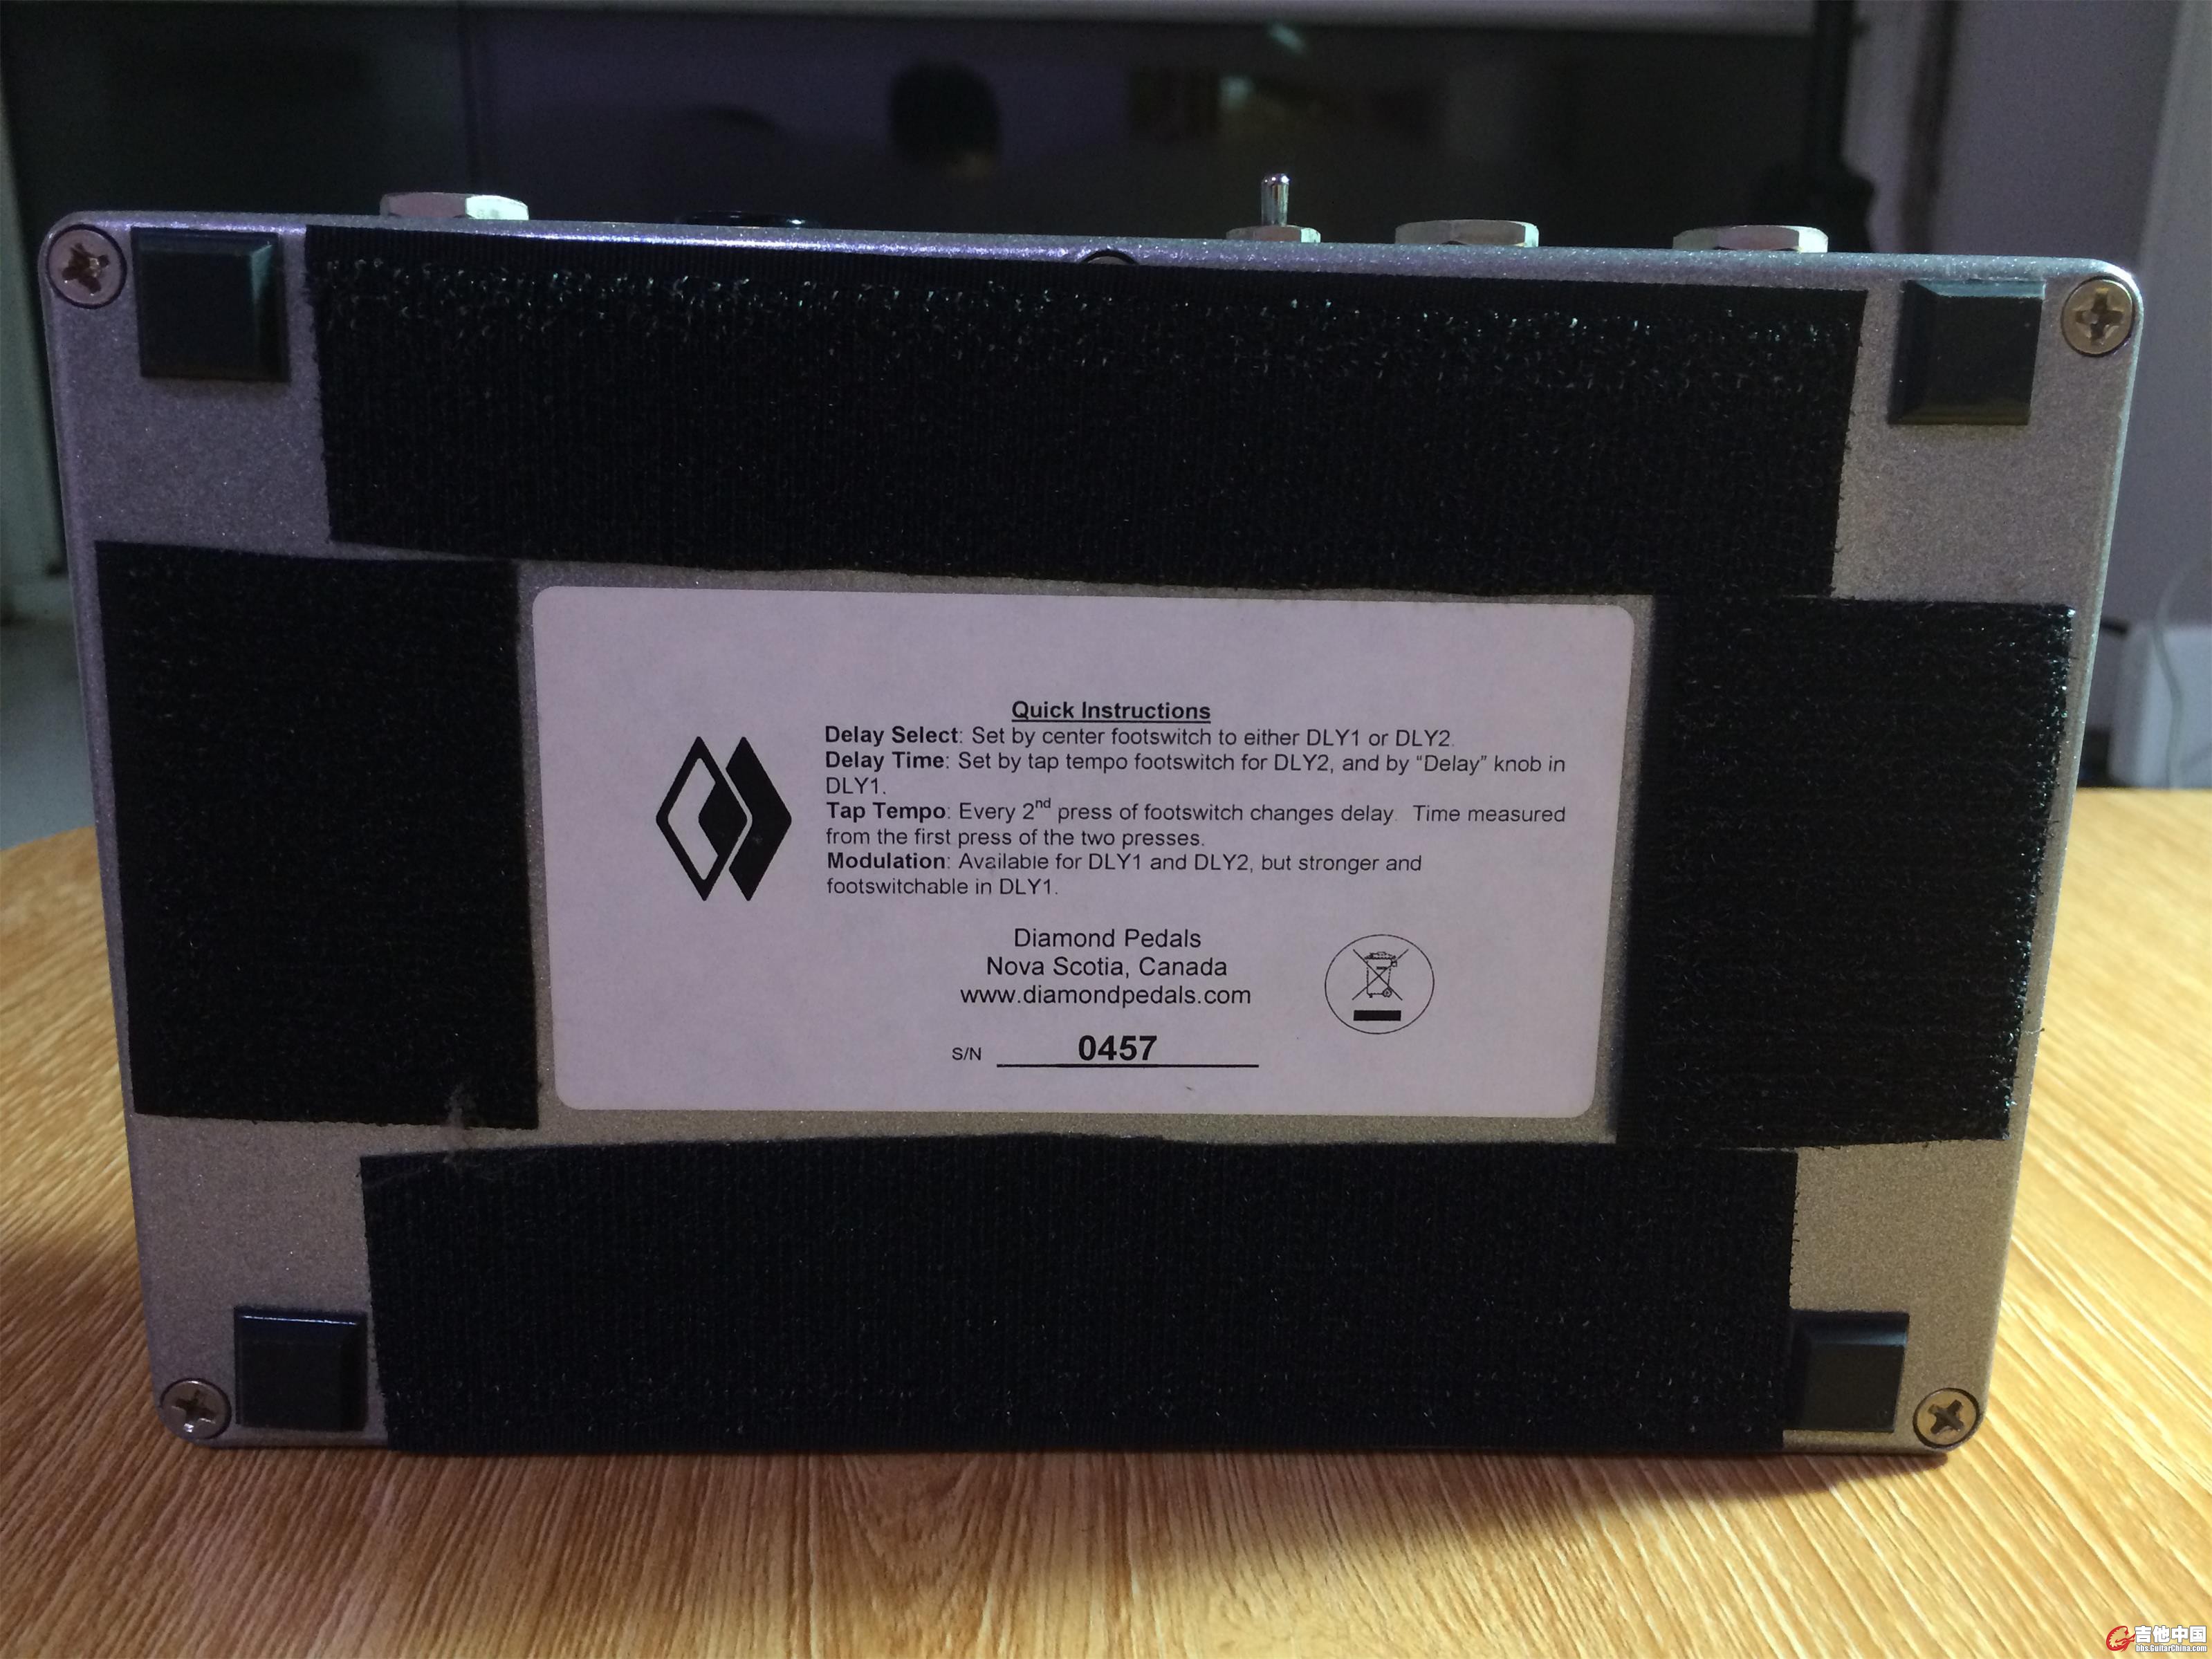 Quick Instructions
Delay Select: Set by center footswitch to either DLY1 or DLY2.
Delay Time: Set by tap tempo footswitch for DLY2, and by “Delay” knob in
DLY1.
Tap Tempo: Every 2nd press of footswitch changes delay. Time measured
from the first press of the two presses.
Modulation: Available for DLY1 and DLY2, but stronger and
footswitchable in DLY1.
Diamond Pedals
Nova Scotia, Canada
www.diamondpedals.com
S/N 0457
吉他中国
bbs.GuitarChina.com